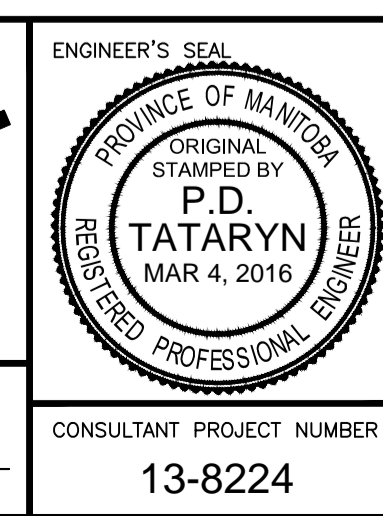 ENGINEER'S SEAL
PROVINCE OF MANITOBA
ORIGINAL
STAMPED BY
P.D.
TATARYN
MAR 4, 2016
REGISTERED PROFESSIONAL ENGINEER
CONSULTANT PROJECT NUMBER
13-8224